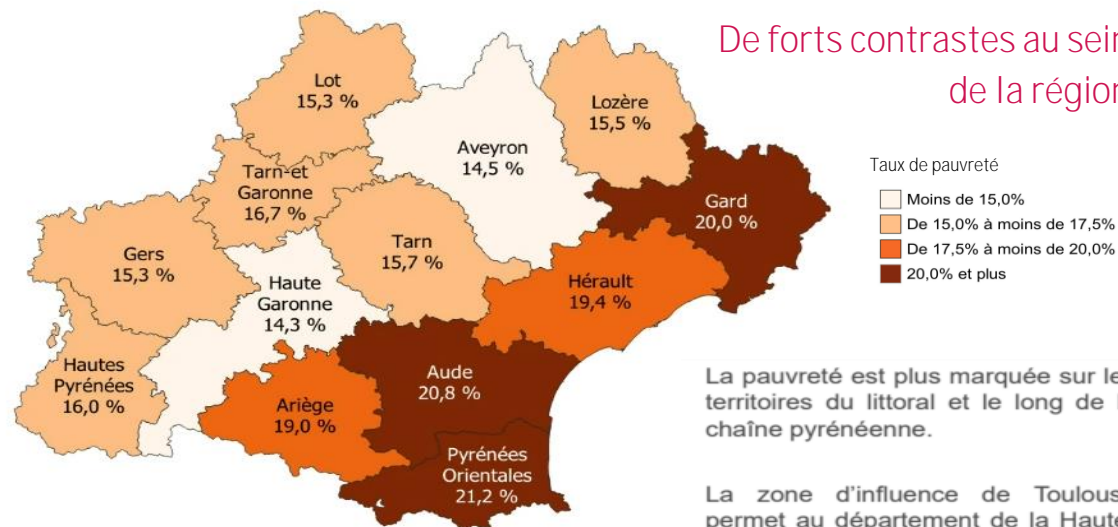 De forts contrastes au sein
de la région
Lot
15,3 %
Lozère
15,5 %
Aveyron
14,5 %
Tarn-et
Garonne
16,7 %
Gard
20,0 %
Gers
15,3 %
Tarn
15,7 %
Haute
Garonne
14,3 %
Hérault
19,4 %
Hautes
Pyrénées
16,0 %
Ariège
19,0 %
Aude
20,8 %
Pyrénées
Orientales
21,2 %
Taux de pauvreté
Moins de 15,0%
De 15,0% à moins de 17,5%
De 17,5% à moins de 20,0%
20,0% et plus
La pauvreté est plus marquée sur le
territoires du littoral et le long de l
chaîne pyrénéenne.
La zone d'influence de Toulous
permet au département de la Haute